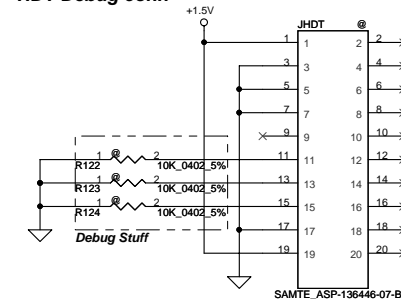 +1.5V
JHDT @
1 1 2 2
3 3 4 4
5 5 6 6
7 7 8 8
9 9 10 10
R122 1 @ 2 10K_0402_5% 11 11 12 12
R123 1 @ 2 10K_0402_5% 13 13 14 14
R124 1 @ 2 10K_0402_5% 15 15 16 16
17 17 18 18
Debug Stuff
19 19 20 20
SAMTE_ASP-136446-07-B